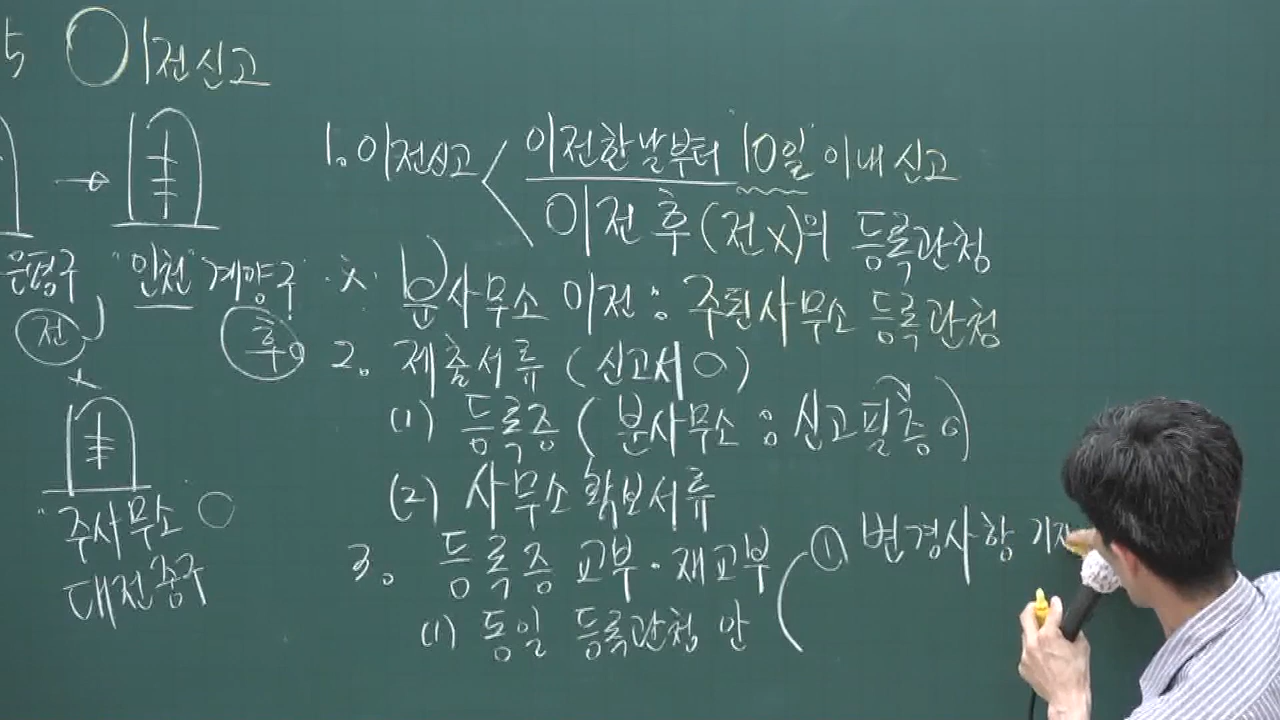 5 이전신고
1. 이전신고 이전한날부터 "10일" 이내 신고
이전 후 (전X)의 등록관청
※ 분사무소 이전 : 주된사무소 등록관청
2. 제출서류 (신고서 O)
(1) 등록증 (분사무소 : 신고필증 O)
(2) 사무소확보서류
3. 등록증 교부·재교부
(1) 동일 등록관청 안
① 변경사항 기재
은평구 "인천" 계양구
전 후
X
"주사무소 O
대전중구